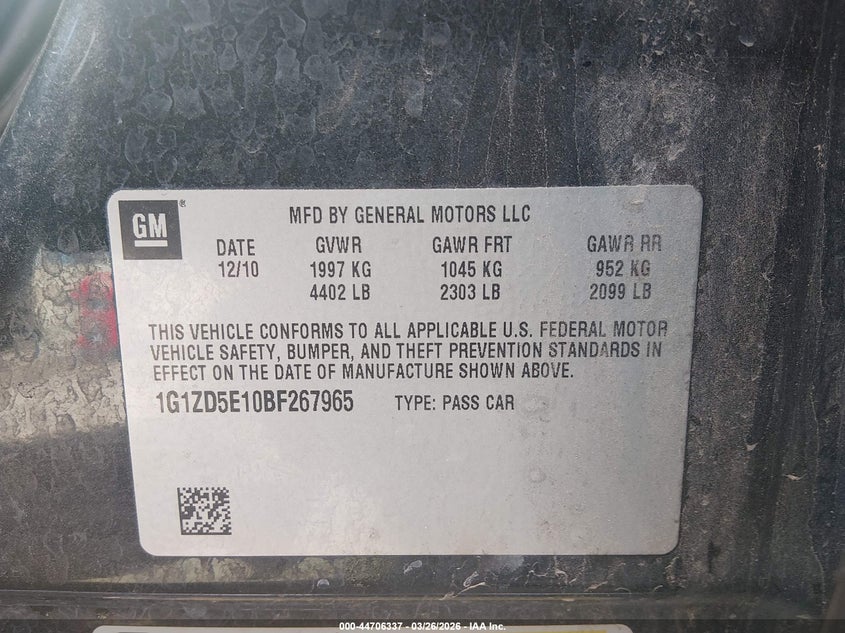 GM®
MFD BY GENERAL MOTORS LLC
DATE GVWR GAWR FRT GAWR RR
12/10 1997 KG 1045 KG 952 KG
4402 LB 2303 LB 2099 LB
THIS VEHICLE CONFORMS TO ALL APPLICABLE U.S. FEDERAL MOTOR
VEHICLE SAFETY, BUMPER, AND THEFT PREVENTION STANDARDS IN
EFFECT ON THE DATE OF MANUFACTURE SHOWN ABOVE.
1G1ZD5E10BF267965 TYPE: PASS CAR
000-44706337 - 03/26/2026 - IAA Inc.